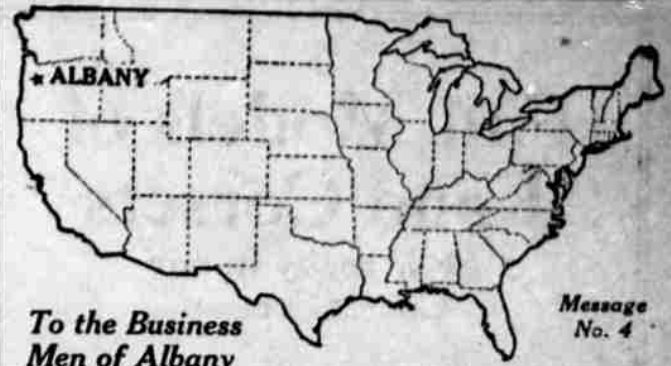 ★ ALBANY
To the Business
Men of Albany
Message
No. 4